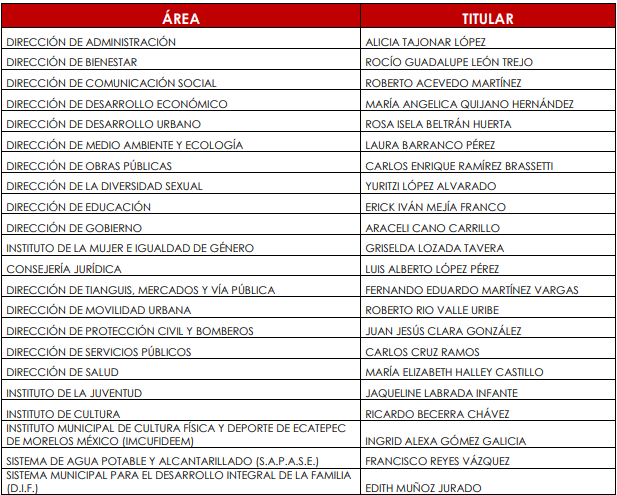 ÁREA TITULAR
DIRECCIÓN DE ADMINISTRACIÓN ALICIA TAJONAR LÓPEZ
DIRECCIÓN DE BIENESTAR ROCÍO GUADALUPE LEÓN TREJO
DIRECCIÓN DE COMUNICACIÓN SOCIAL ROBERTO ACEVEDO MARTÍNEZ
DIRECCIÓN DE DESARROLLO ECONÓMICO MARÍA ANGELICA QUIJANO HERNÁNDEZ
DIRECCIÓN DE DESARROLLO URBANO ROSA ISELA BELTRÁN HUERTA
DIRECCIÓN DE MEDIO AMBIENTE Y ECOLOGÍA LAURA BARRANCO PÉREZ
DIRECCIÓN DE OBRAS PÚBLICAS CARLOS ENRIQUE RAMÍREZ BRASSETTI
DIRECCIÓN DE LA DIVERSIDAD SEXUAL YURITZI LÓPEZ ALVARADO
DIRECCIÓN DE EDUCACIÓN ERICK IVÁN MEJÍA FRANCO
DIRECCIÓN DE GOBIERNO ARACELI CANO CARRILLO
INSTITUTO DE LA MUJER E IGUALDAD DE GÉNERO GRISELDA LOZADA TAVERA
CONSEJERÍA JURÍDICA LUIS ALBERTO LÓPEZ PÉREZ
DIRECCIÓN DE TIANGUIS, MERCADOS Y VÍA PÚBLICA FERNANDO EDUARDO MARTÍNEZ VARGAS
DIRECCIÓN DE MOVILIDAD URBANA ROBERTO RIO VALLE URIBE
DIRECCIÓN DE PROTECCIÓN CIVIL Y BOMBEROS JUAN JESÚS CLARA GONZÁLEZ
DIRECCIÓN DE SERVICIOS PÚBLICOS CARLOS CRUZ RAMOS
DIRECCIÓN DE SALUD MARÍA ELIZABETH HALLEY CASTILLO
INSTITUTO DE LA JUVENTUD JAQUELINE LABRADA INFANTE
INSTITUTO DE CULTURA RICARDO BECERRA CHÁVEZ
INSTITUTO MUNICIPAL DE CULTURA FÍSICA Y DEPORTE DE ECATEPEC
DE MORELOS MÉXICO (IMCUFIDEEM) INGRID ALEXA GÓMEZ GALICIA
SISTEMA DE AGUA POTABLE Y ALCANTARILLADO (S.A.P.A.S.E.) FRANCISCO REYES VÁZQUEZ
SISTEMA MUNICIPAL PARA EL DESARROLLO INTEGRAL DE LA FAMILIA
(D.I.F.) EDITH MUÑOZ JURADO